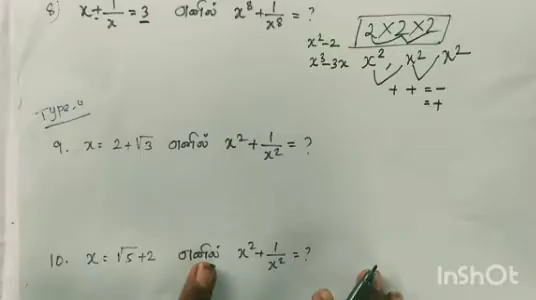 8) x + 1/x = 3 எனில் x⁸ + 1/x⁸ = ?
x² - 2 2 × 2 × 2
x³ - 3x x², x² x²
+ + = -
= +
Type-4
9. x = 2 + √3 எனில் x² + 1/x² = ?
10. x = √5 + 2 எனில் x² + 1/x² = ?
InShOt